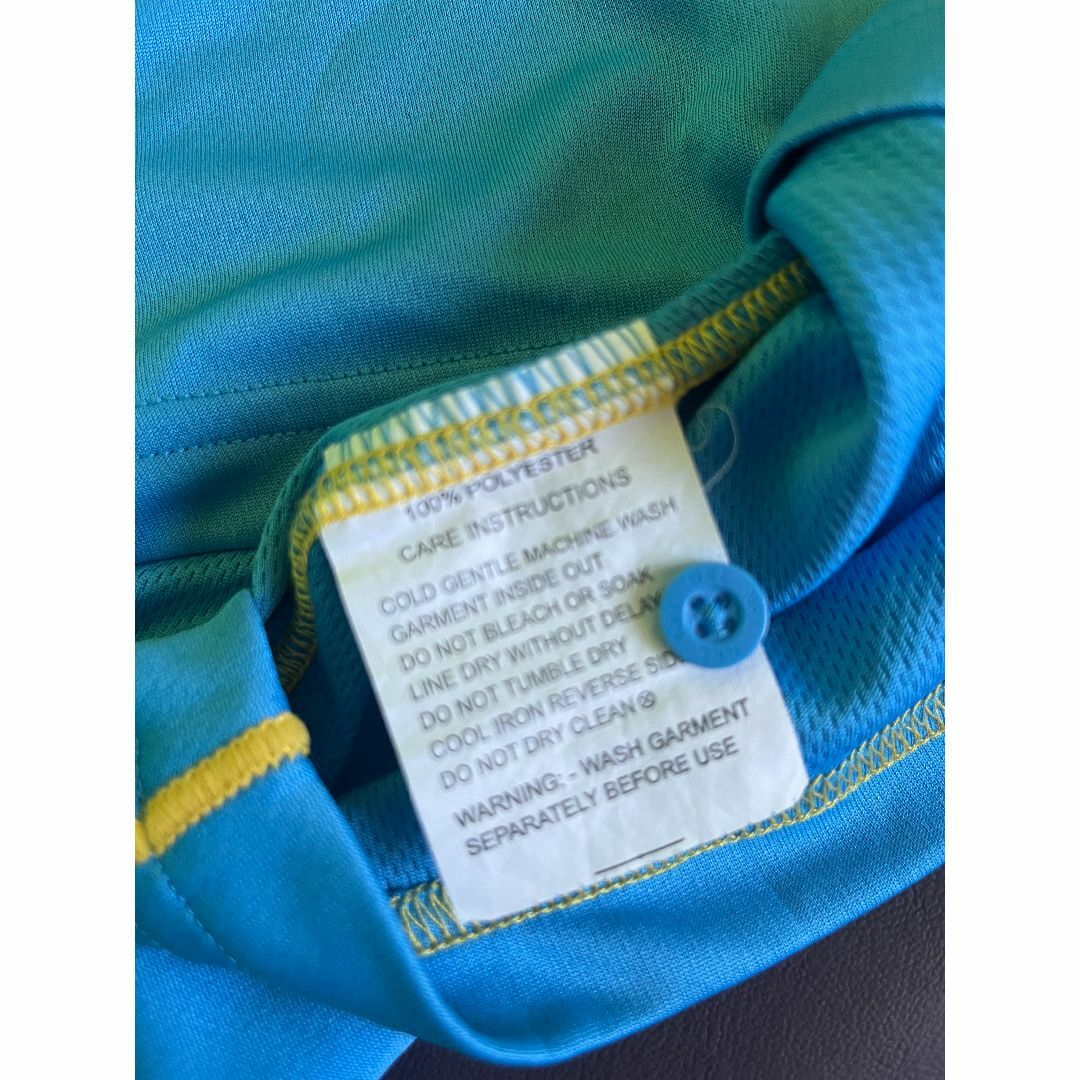 100% POLYESTER
CARE INSTRUCTIONS
COLD GENTLE MACHINE WASH
GARMENT INSIDE OUT
DO NOT BLEACH OR SOAK
LINE DRY WITHOUT DELAY
DO NOT TUMBLE DRY
COOL IRON REVERSE SIDE
DO NOT DRY CLEAN ⊗
WARNING: - WASH GARMENT
SEPARATELY BEFORE USE